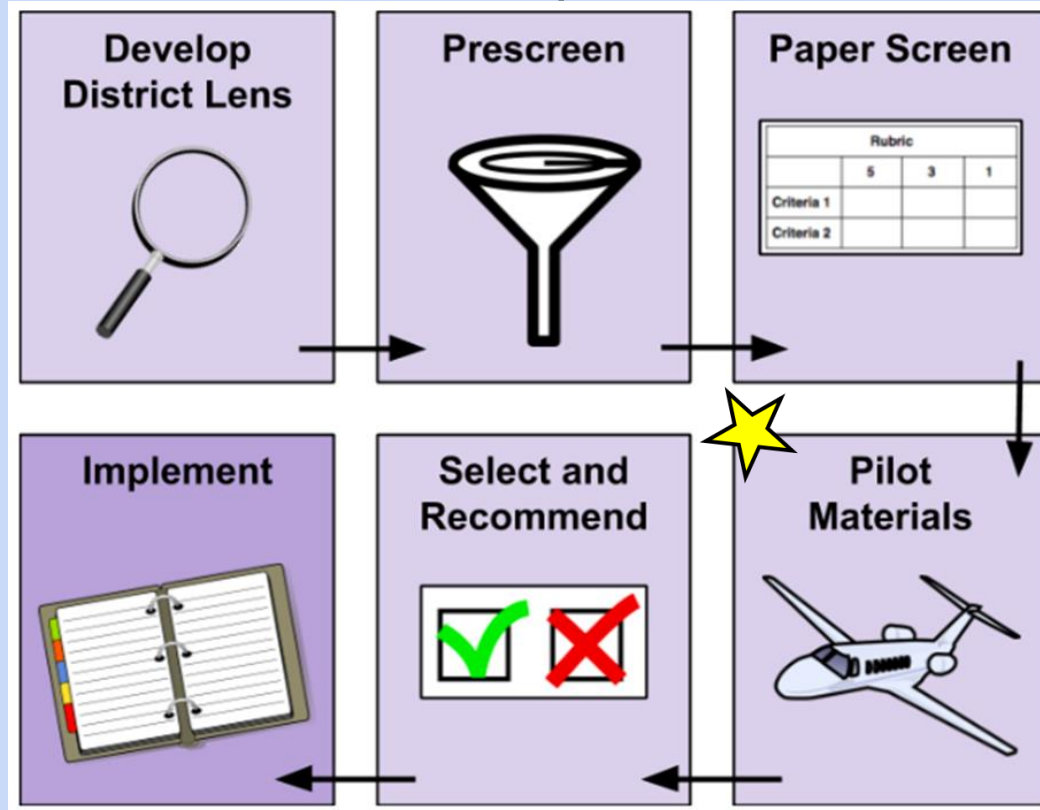 Develop
District Lens
Prescreen
Paper Screen
Rubric
5 3 1
Criteria 1
Criteria 2
Implement
Select and
Recommend
Pilot
Materials